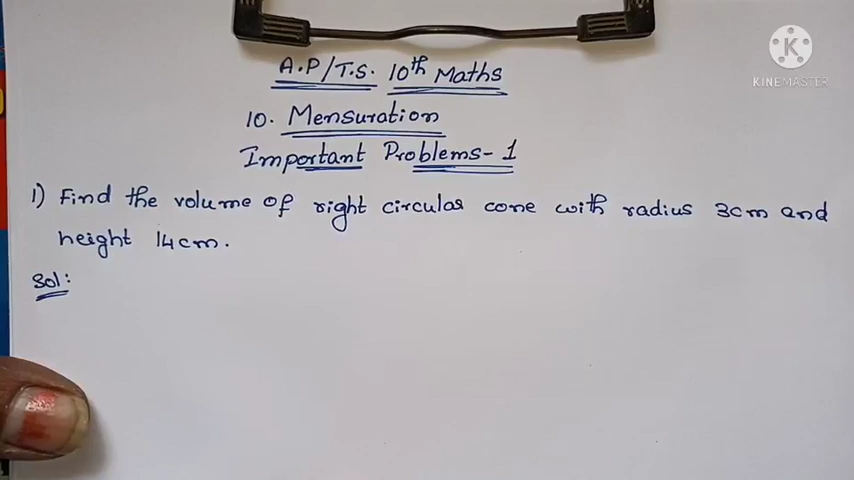 A.P/T.S. 10th Maths
10. Mensuration
Important Problems-1
1) Find the volume of right circular cone with radius 3cm and
height 14cm.
Sol:
K
KINEMASTER